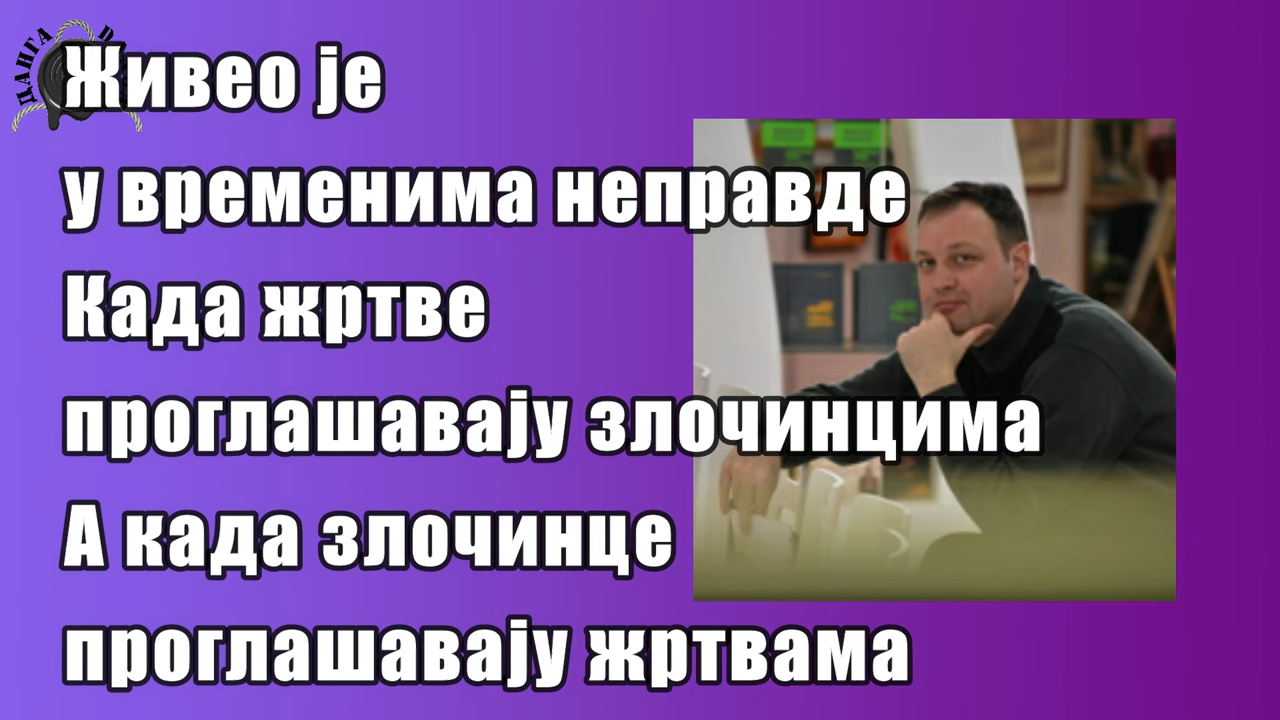 Живео је
у временима неправде
Када жртве
проглашавају злочинцима
А када злочинце
проглашавају жртвама